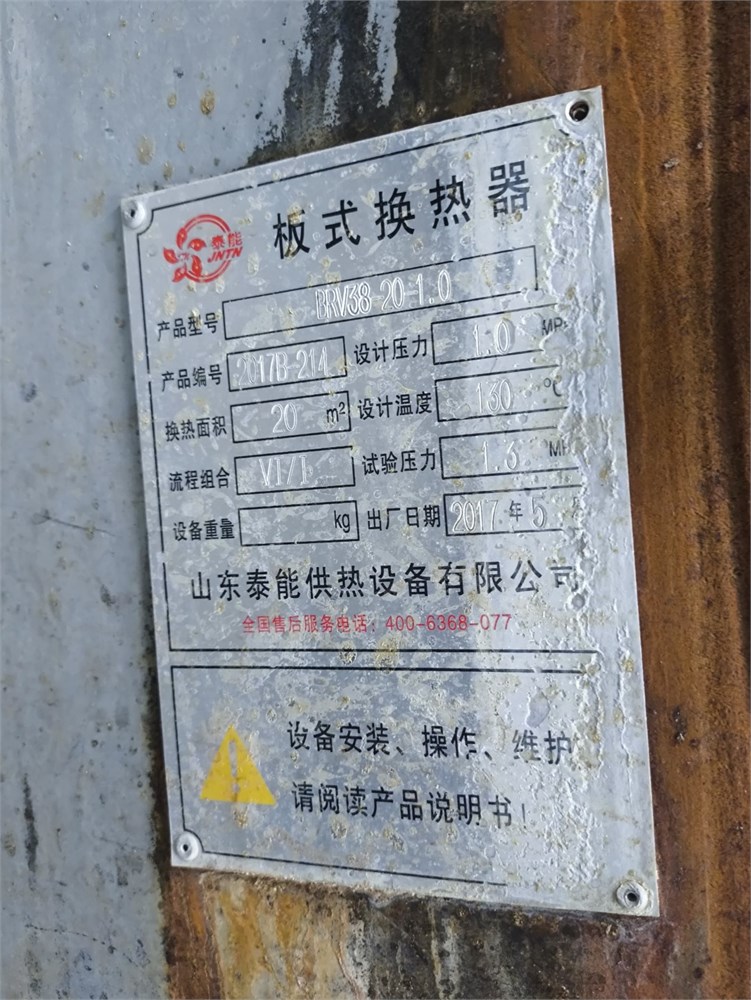 泰能
JNTN
板式换热器
产品型号 BRV38-20-1.0
产品编号 2017B-214 设计压力 1.0 MP
换热面积 20 m² 设计温度 130 ℃
流程组合 VI/I 试验压力 1.3 MP
设备重量 kg 出厂日期 2017 年 5
山东泰能供热设备有限公司
全国售后服务电话：400-6368-077
设备安装、操作、维护
请阅读产品说明书！